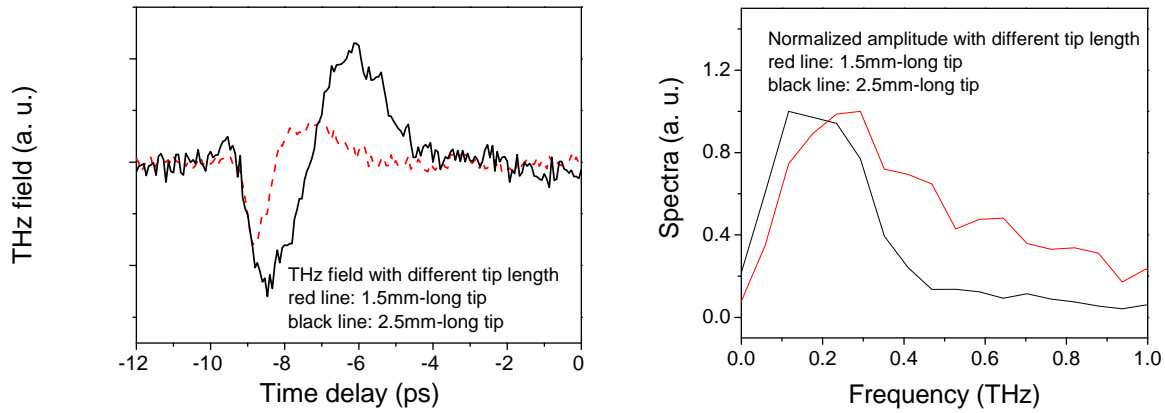 THz field (a. u.)
THz field with different tip length
red line: 1.5mm-long tip
black line: 2.5mm-long tip
-12 -10 -8 -6 -4 -2 0
Time delay (ps)
Spectra (a. u.)
Normalized amplitude with different tip length
red line: 1.5mm-long tip
black line: 2.5mm-long tip
1.2
0.8
0.4
0.0
0.0 0.2 0.4 0.6 0.8 1.0
Frequency (THz)